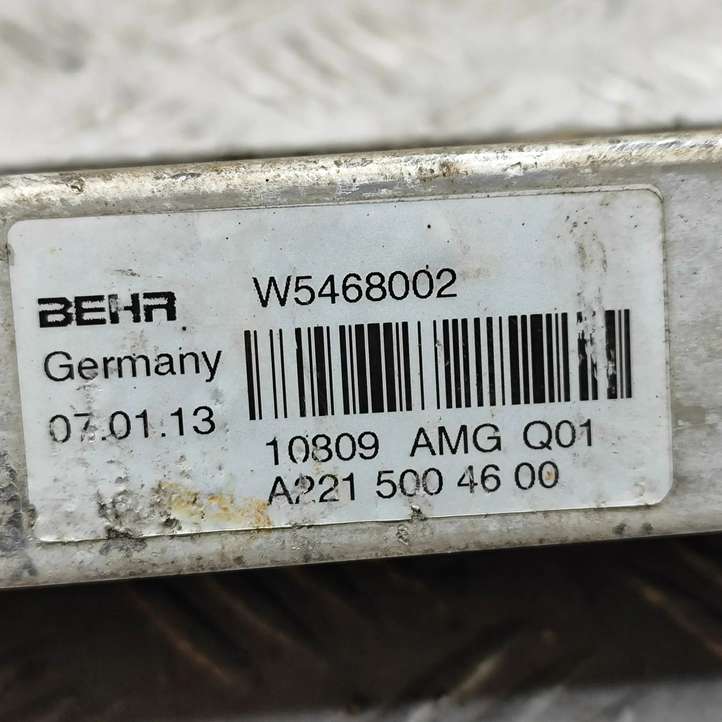 BEHR W5468002
Germany
07.01.13
10809 AMG Q01
A221 500 46 00